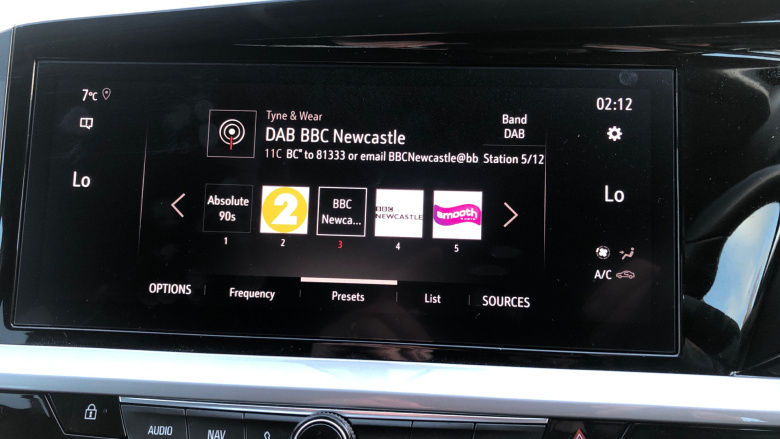 7°C
02:12
Tyne & Wear
Band
DAB BBC Newcastle
DAB
11C BC" to 81333 or email BBCNewcastle@bb Station 5/12
Lo
Lo
Absolute
90s
2
BBC
Newca...
BBC
NEWCASTLE
smooth
RADIO
1 2 3 4 5
A/C
OPTIONS Frequency Presets List SOURCES
AUDIO NAV